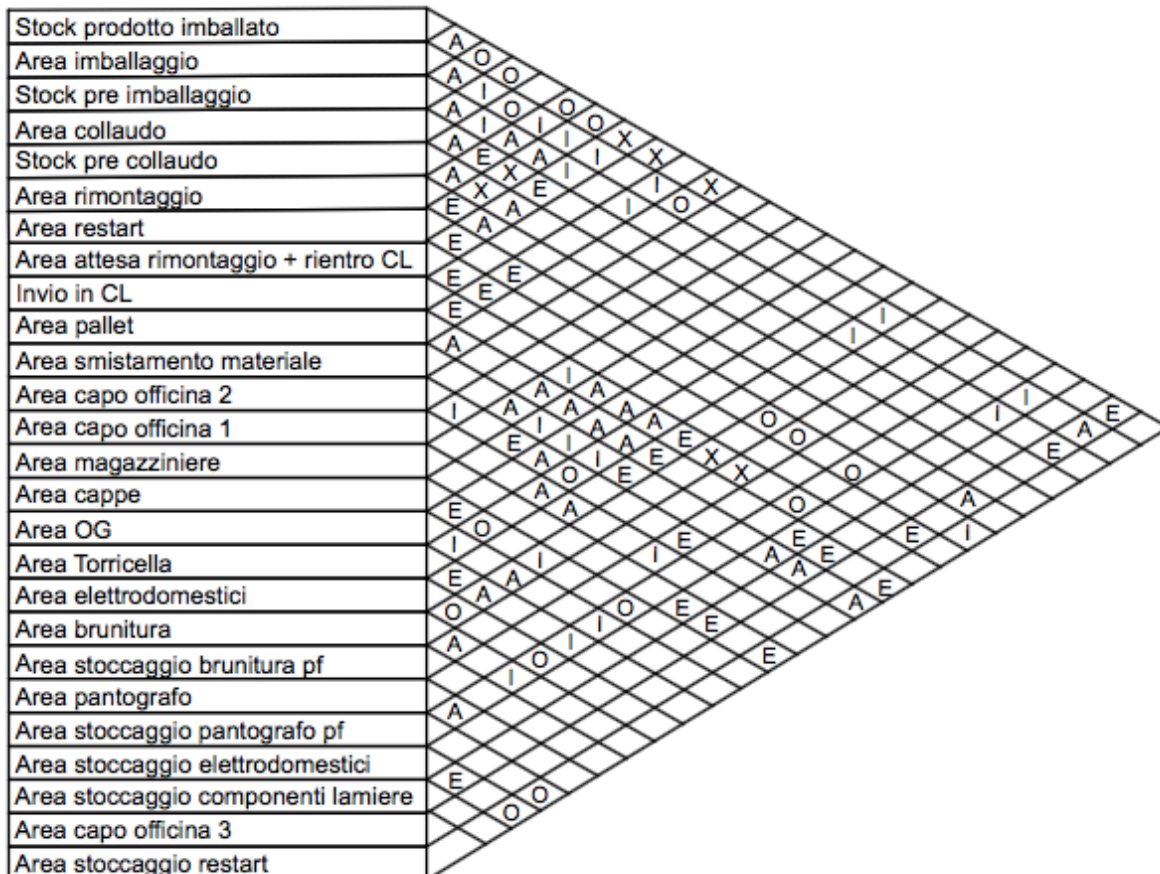 Stock prodotto imballato
Area imballaggio
Stock pre imballaggio
Area collaudo
Stock pre collaudo
Area rimontaggio
Area restart
Area attesa rimontaggio + rientro CL
Invio in CL
Area pallet
Area smistamento materiale
Area capo officina 2
Area capo officina 1
Area magazziniere
Area cappe
Area OG
Area Torricella
Area elettrodomestici
Area brunitura
Area stoccaggio brunitura pf
Area pantografo
Area stoccaggio pantografo pf
Area stoccaggio elettrodomestici
Area stoccaggio componenti lamiere
Area capo officina 3
Area stoccaggio restart
A
O
A O
I
A O O
I I O
A A I X
E A I X
A X I
X E I X
E A I O
A
E
E E
E
E
I
I
A
I
A A I
I A A A I E
O
I A A A
E O
E I A E
A I E X
O E X O
A A
O
E A
O
E I
E E
I
I A E
I
A
E A
E
A
A
O O E
I E
A I
E
O
I
A
E
O
O